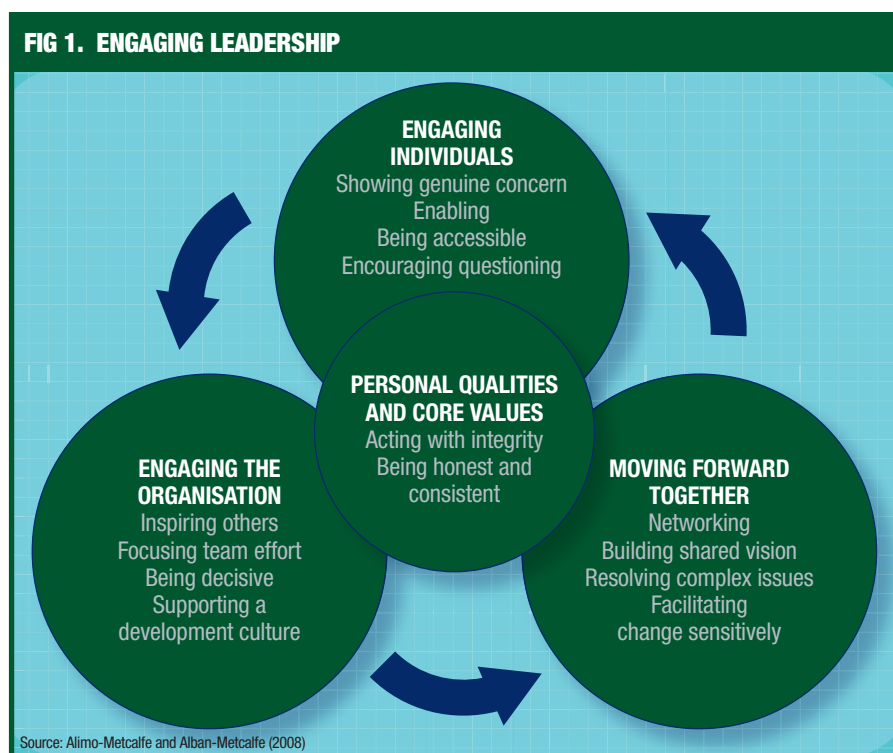 FIG 1. ENGAGING LEADERSHIP
ENGAGING
INDIVIDUALS
Showing genuine concern
Enabling
Being accessible
Encouraging questioning
PERSONAL QUALITIES
AND CORE VALUES
Acting with integrity
Being honest and
consistent
ENGAGING THE
ORGANISATION
Inspiring others
Focusing team effort
Being decisive
Supporting a
development culture
MOVING FORWARD
TOGETHER
Networking
Building shared vision
Resolving complex issues
Facilitating
change sensitively
Source: Alimo-Metcalfe and Alban-Metcalfe (2008)